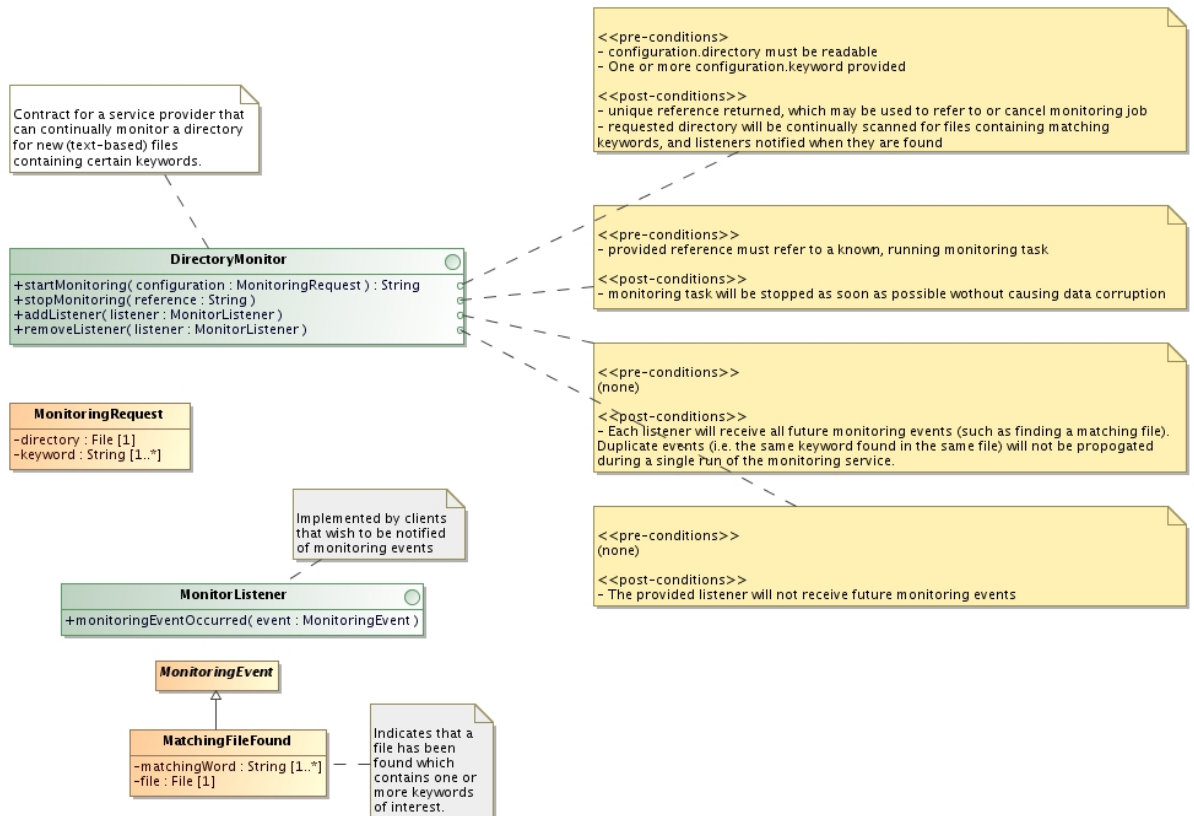 <<pre-conditions>
- configuration.directory must be readable
- One or more configuration.keyword provided
<<post-conditions>>
- unique reference returned, which may be used to refer to or cancel monitoring job
- requested directory will be continually scanned for files containing matching
keywords, and listeners notified when they are found
Contract for a service provider that
can continually monitor a directory
for new (text-based) files
containing certain keywords.
<<pre-conditions>>
- provided reference must refer to a known, running monitoring task
<<post-conditions>>
- monitoring task will be stopped as soon as possible wothout causing data corruption
DirectoryMonitor
+startMonitoring( configuration : MonitoringRequest ) : String
+stopMonitoring( reference : String )
+addListener( listener : MonitorListener )
+removeListener( listener : MonitorListener )
<<pre-conditions>>
(none)
<<post-conditions>>
- Each listener will receive all future monitoring events (such as finding a matching file).
Duplicate events (i.e. the same keyword found in the same file) will not be propogated
during a single run of the monitoring service.
MonitoringRequest
-directory : File [1]
-keyword : String [1..*]
<<pre-conditions>>
(none)
<<post-conditions>>
- The provided listener will not receive future monitoring events
Implemented by clients
that wish to be notified
of monitoring events
MonitorListener
+monitoringEventOccurred( event : MonitoringEvent )
MonitoringEvent
MatchingFileFound
-matchingWord : String [1..*]
-file : File [1]
Indicates that a
file has been
found which
contains one or
more keywords
of interest.